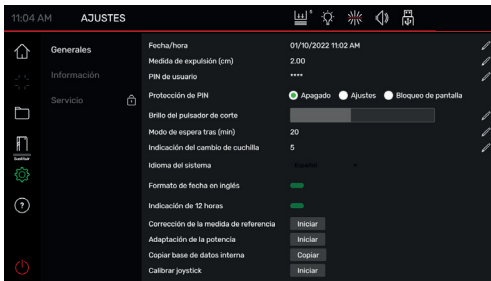 11:04 AM AJUSTES
Generales
Información
Servicio
Fecha/hora 01/10/2022 11:02 AM
Medida de expulsión (cm) 2.00
PIN de usuario ****
Protección de PIN Apagado Ajustes Bloqueo de pantalla
Brillo del pulsador de corte
Modo de espera tras (min) 20
Indicación del cambio de cuchilla 5
Idioma del sistema Español
Formato de fecha en inglés
Indicación de 12 horas
Corrección de la medida de referencia Iniciar
Adaptación de la potencia Iniciar
Copiar base de datos interna Copiar
Calibrar joystick Iniciar